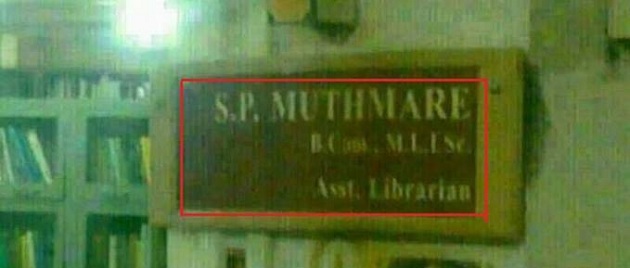 S.P. MUTHMARE
B.Com., M.L.I.Sc.
Asst. Librarian